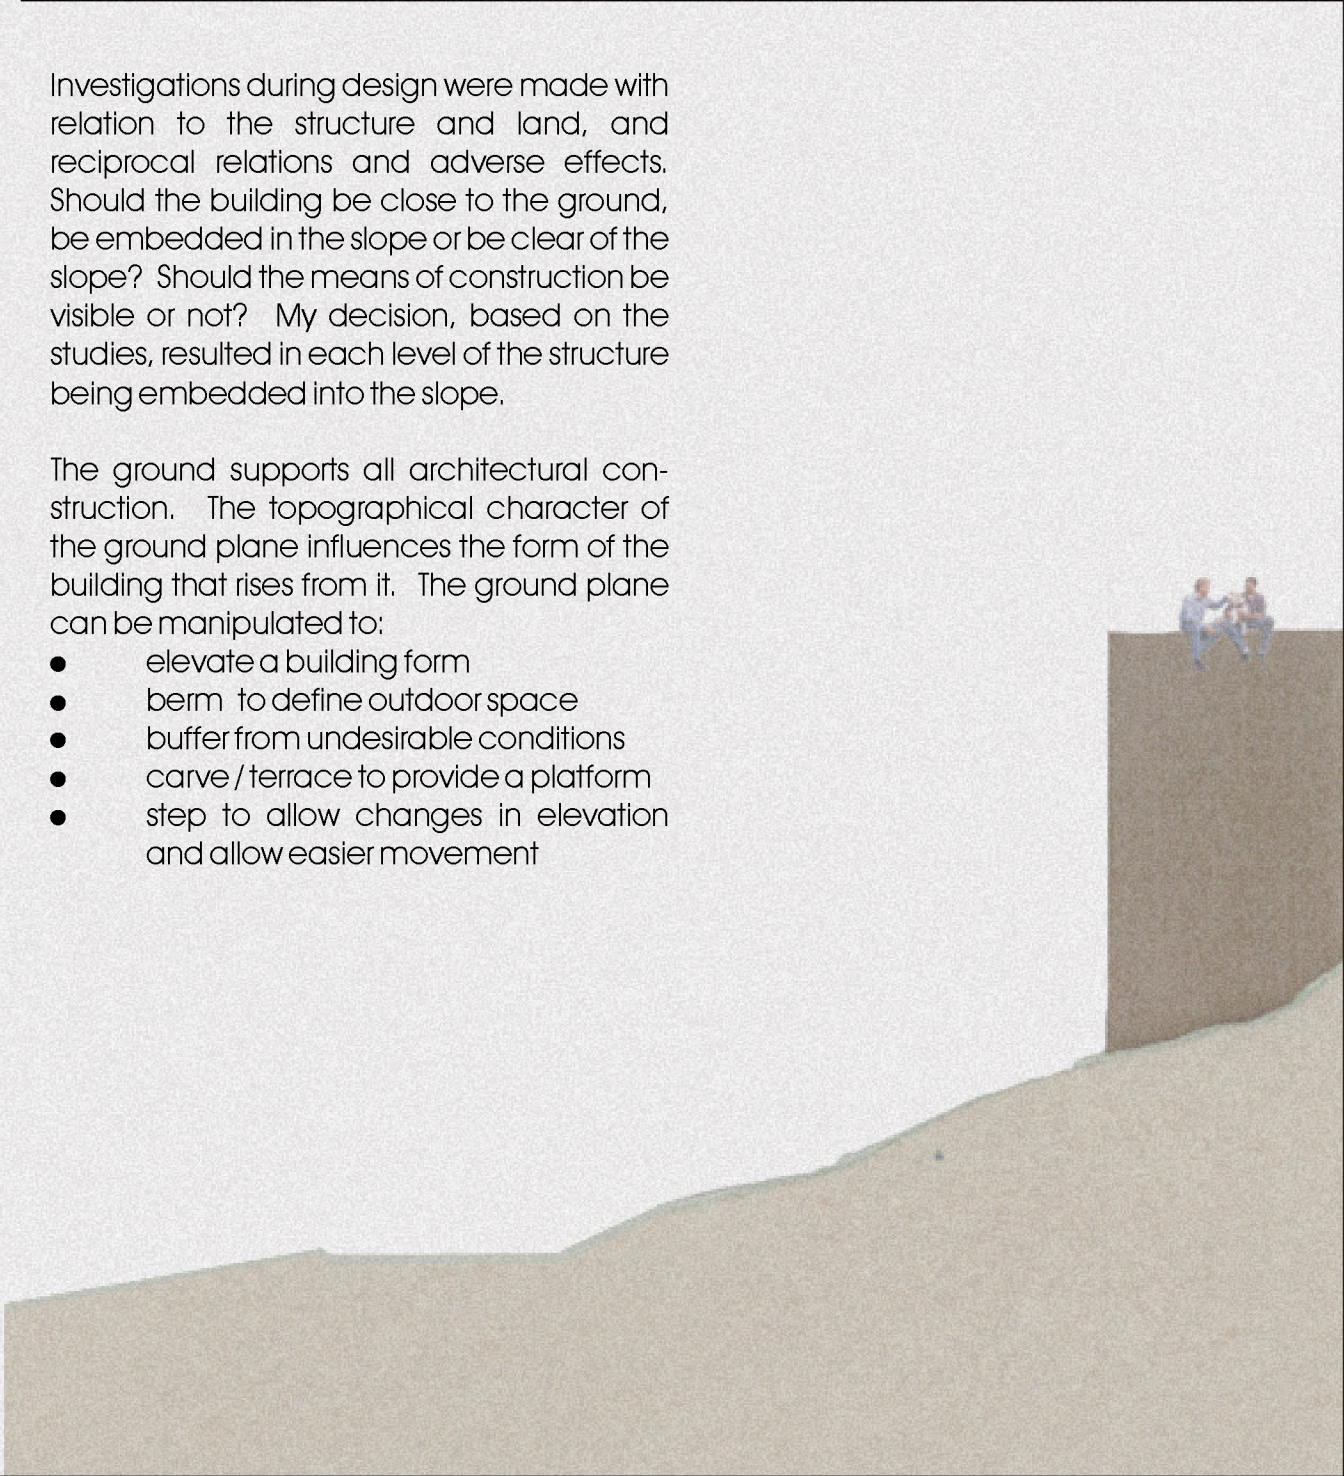 Investigations during design were made with
relation to the structure and land, and
reciprocal relations and adverse effects.
Should the building be close to the ground,
be embedded in the slope or be clear of the
slope? Should the means of construction be
visible or not? My decision, based on the
studies, resulted in each level of the structure
being embedded into the slope.
The ground supports all architectural con-
struction. The topographical character of
the ground plane influences the form of the
building that rises from it. The ground plane
can be manipulated to:
● elevate a building form
● berm to define outdoor space
● buffer from undesirable conditions
● carve / terrace to provide a platform
● step to allow changes in elevation
and allow easier movement